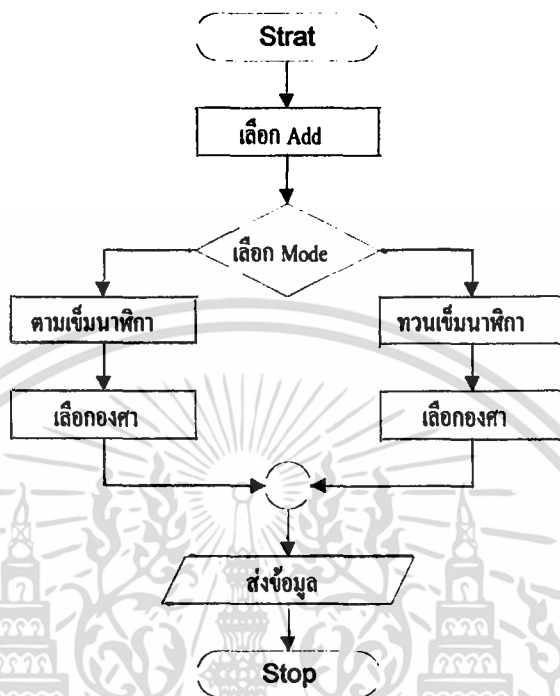 Strat
เลือก Add
เลือก Mode
ตามเข็มนาฬิกา
ทวนเข็มนาฬิกา
เลือกองศา
เลือกองศา
ส่งข้อมูล
Stop